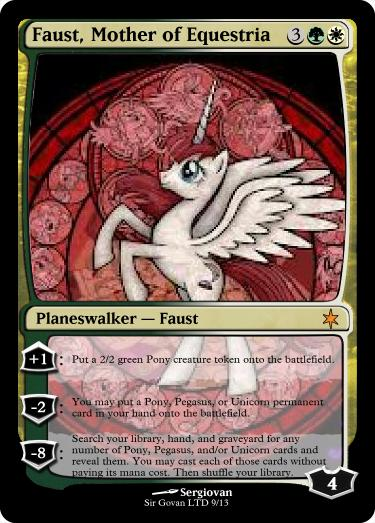 Faust, Mother of Equestria 3
Planeswalker — Faust
+1: Put a 2/2 green Pony creature token onto the battlefield.
-2: You may put a Pony, Pegasus, or Unicorn permanent
card in your hand onto the battlefield.
-8: Search your library, hand, and graveyard for any
number of Pony, Pegasus, and/or Unicorn cards and
reveal them. You may cast each of those cards without
paying its mana cost. Then shuffle your library.
4
Sergiovan
Sir Govan LTD 9/13